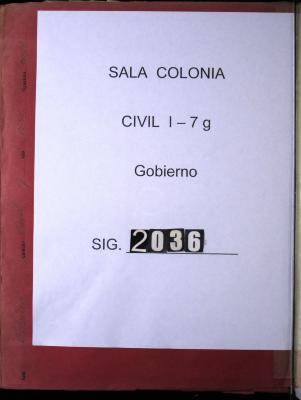 SALA COLONIA
CIVIL I – 7 g
Gobierno
SIG. 2036